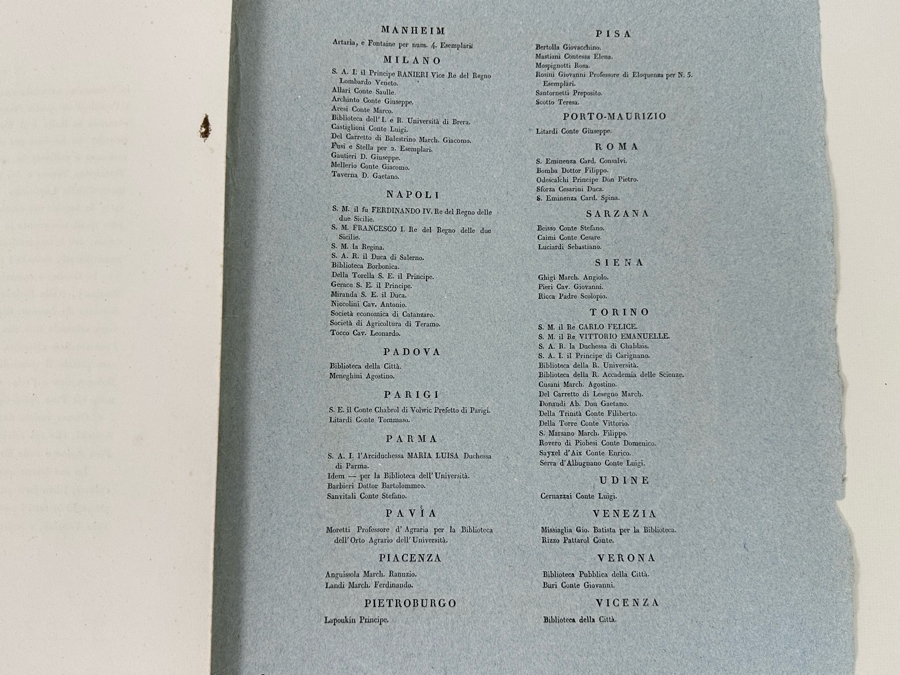 MANHEIM
Artaria, e Fontaine per num. 4. Esemplari
MILANO
S. A. I. il Principe RANIERI Vice Re del Regno
Lombardo Veneto.
Allari Conte Saulle.
Archinto Conte Giuseppe.
Aresi Conte Marco.
Biblioteca dell'I. e R. Università di Brera.
Castiglioni Conte Luigi.
Del Carretto di Balestrino March. Giacomo.
Fusi e Stella per 2. Esemplari.
Gautieri D. Giuseppe.
Mellerio Conte Giacomo.
Taverna D. Gaetano.
NAPOLI
S. M. il fu FERDINANDO IV. Re del Regno delle
due Sicilie.
S. M. FRANCESCO I. Re del Regno delle due
Sicilie.
S. M. la Regina.
S. A. R. il Duca di Salerno.
Biblioteca Borbonica.
Della Torella S. E. il Principe.
Gerace S. E. il Principe.
Miranda S. E. il Duca.
Niccolini Cav. Antonio.
Società economica di Catanzaro.
Società di Agricoltura di Teramo.
Tocco Cav. Leonardo.
PADOVA
Biblioteca della Città.
Meneghini Agostino.
PARIGI
S. E. il Conte Chabrol di Volwic Prefetto di Parigi.
Litardi Conte Tommaso.
PARMA
S. A. I. l'Arciduchessa MARIA LUISA Duchessa
di Parma.
Idem — per la Biblioteca dell'Università.
Barbieri Dottor Bartolommeo.
Sanvitali Conte Stefano.
PAVIA
Moretti Professore d'Agraria per la Biblioteca
dell'Orto Agrario dell'Università.
PIACENZA
Anguissola March. Ranuzio.
Landi March. Ferdinando.
PIETROBURGO
Lapoukin Principe.
PISA
Bertolla Giovacchino.
Mastiani Contessa Elena.
Mospignotti Rosa.
Rosini Giovanni Professore di Eloquenza per N. 5.
Esemplari.
Santornetti Preposito.
Scotto Teresa.
PORTO-MAURIZIO
Litardi Conte Giuseppe.
ROMA
S. Eminenza Card. Consalvi.
Bomba Dottor Filippo.
Odescalchi Principe Don Pietro.
Sforza Cesarini Duca.
S. Eminenza Card. Spina.
SARZANA
Beisso Conte Stefano.
Caimi Conte Cesare.
Luciardi Sebastiano.
SIENA
Ghigi March. Angiolo.
Pieri Cav. Giovanni.
Ricca Padre Scolopio.
TORINO
S. M. il Re CARLO FELICE.
S. M. il Re VITTORIO EMANUELLE.
S. A. R. la Duchessa di Chablais.
S. A. I. il Principe di Carignano.
Biblioteca della R. Università.
Biblioteca della R. Accademia delle Scienze.
Cusani March. Agostino.
Del Carretto di Lesegno March.
Donaudi Ab. Don Gaetano.
Della Trinità Conte Filiberto.
Della Torre Conte Vittorio.
S. Marsano March. Filippo.
Rovero di Piobesi Conte Domenico.
Sayzel d'Aix Conte Enrico.
Serra d'Albugnano Conte Luigi.
UDINE
Cernazzai Conte Luigi.
VENEZIA
Missiaglia Gio. Batista per la Biblioteca.
Rizzo Pattarol Conte.
VERONA
Biblioteca Pubblica della Città.
Buri Conte Giovanni.
VICENZA
Biblioteca della Città.